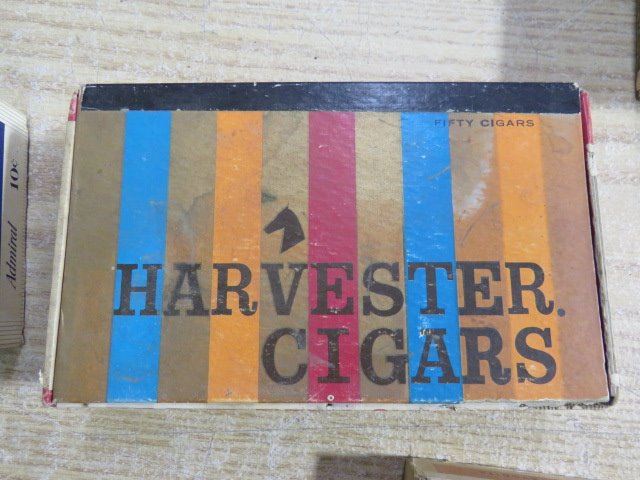 FIFTY CIGARS
HARVESTER.
CIGARS
Admiral 10¢